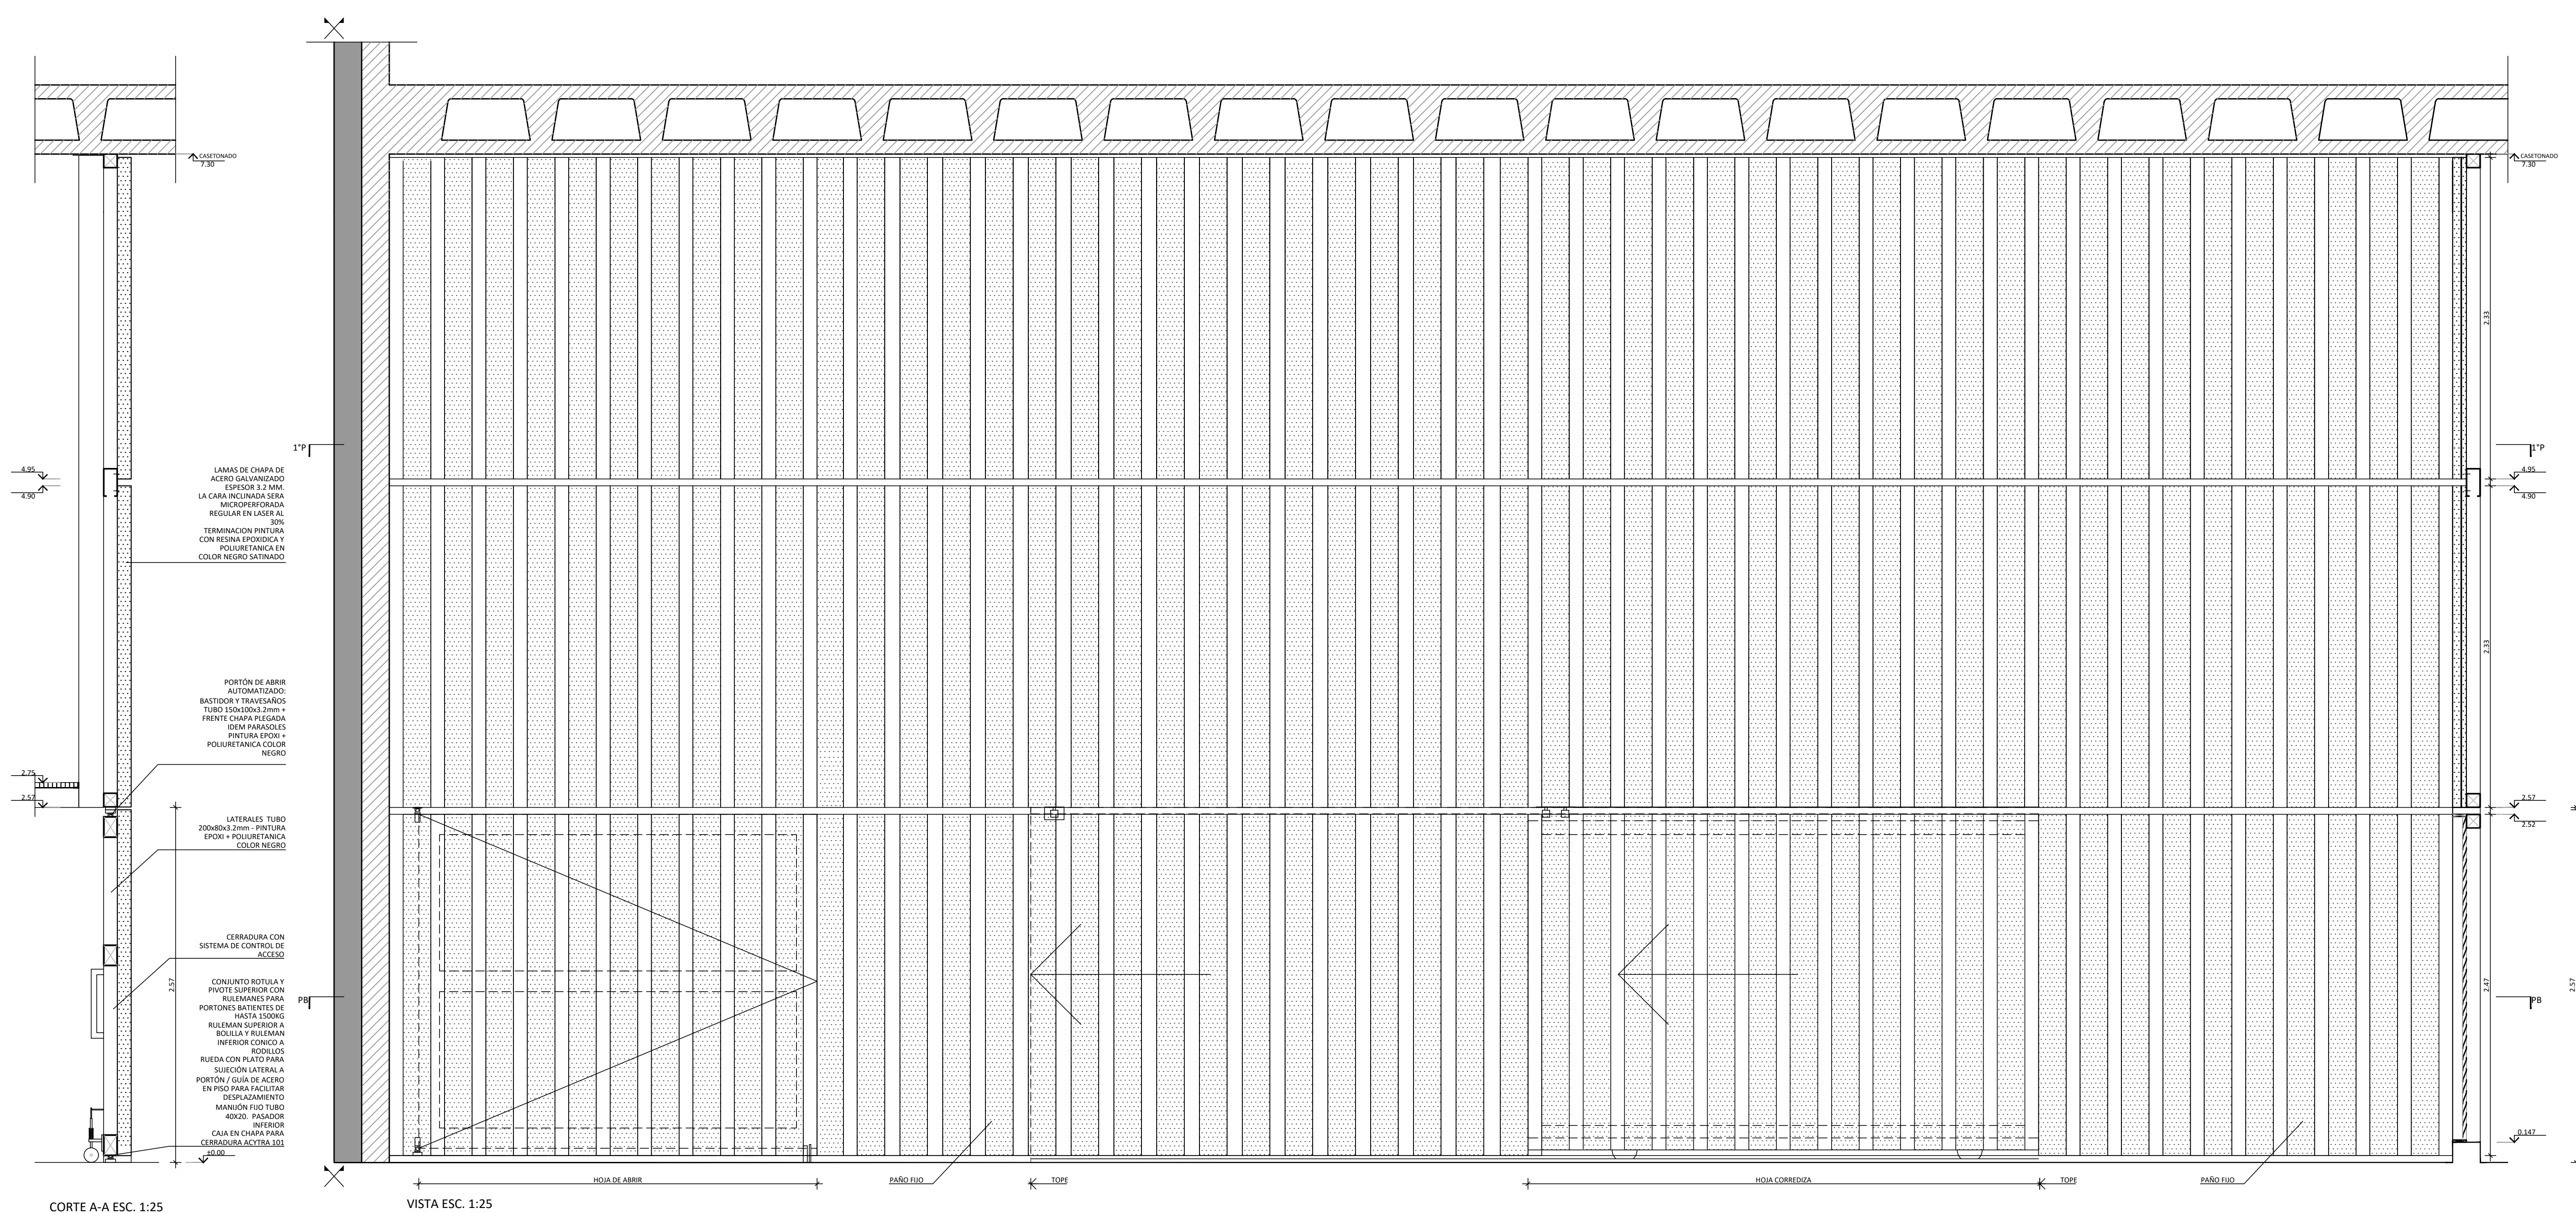 CASETONADO
7.30
4.95
4.90
LAMAS DE CHAPA DE
ACERO GALVANIZADO
ESPESOR 3.2 MM.
LA CARA INCLINADA SERA
MICROPERFORADA
REGULAR EN LASER AL
30%
TERMINACION PINTURA
CON RESINA EPOXIDICA Y
POLIURETANICA EN
COLOR NEGRO SATINADO
PORTÓN DE ABRIR
AUTOMATIZADO:
BASTIDOR Y TRAVESAÑOS
TUBO 150x100x3.2mm +
FRENTE CHAPA PLEGADA
IDEM PARASOLES
PINTURA EPOXI +
POLIURETANICA COLOR
NEGRO
2.75
2.57
LATERALES TUBO
200x80x3.2mm - PINTURA
EPOXI + POLIURETANICA
COLOR NEGRO
CERRADURA CON
SISTEMA DE CONTROL DE
ACCESO
2.57
CONJUNTO ROTULA Y
PIVOTE SUPERIOR CON
RULEMANES PARA
PORTONES BATIENTES DE
HASTA 1500KG
RULEMAN SUPERIOR A
BOLILLA Y RULEMAN
INFERIOR CONICO A
RODILLOS
RUEDA CON PLATO PARA
SUJECIÓN LATERAL A
PORTÓN / GUÍA DE ACERO
EN PISO PARA FACILITAR
DESPLAZAMIENTO
MANIJÓN FIJO TUBO
40X20. PASADOR
INFERIOR
CAJA EN CHAPA PARA
CERRADURA ACYTRA 101
±0.00
CORTE A-A ESC. 1:25
1°P
PB
HOJA DE ABRIR
PAÑO FIJO
TOPE
HOJA CORREDIZA
TOPE
PAÑO FIJO
VISTA ESC. 1:25
CASETONADO
7.30
2.33
1°P
4.95
4.90
2.33
2.57
2.52
2.47
PB
2.57
0.147